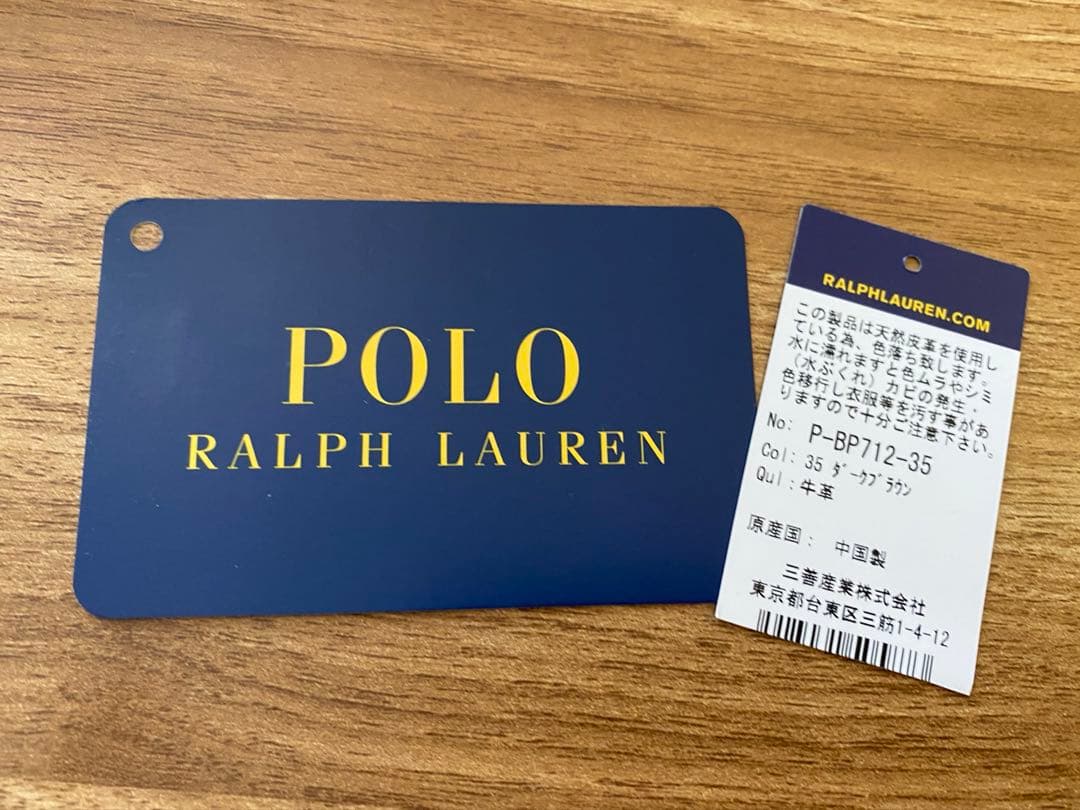 POLO
RALPH LAUREN
RALPHLAUREN.COM
この製品は天然皮革を使用し
ている為、色落ち致します。
水に濡れますと色ムラやシミ
（水ぶくれ）カビの発生，
色移行し衣服等を汚す事があ
りますので十分ご注意下さい。
No: P-BP712-35
Col: 35 ﾀﾞｰｸﾌﾞﾗｳﾝ
Qul:牛革
原産国： 中国製
三善産業株式会社
東京都台東区三筋1-4-12